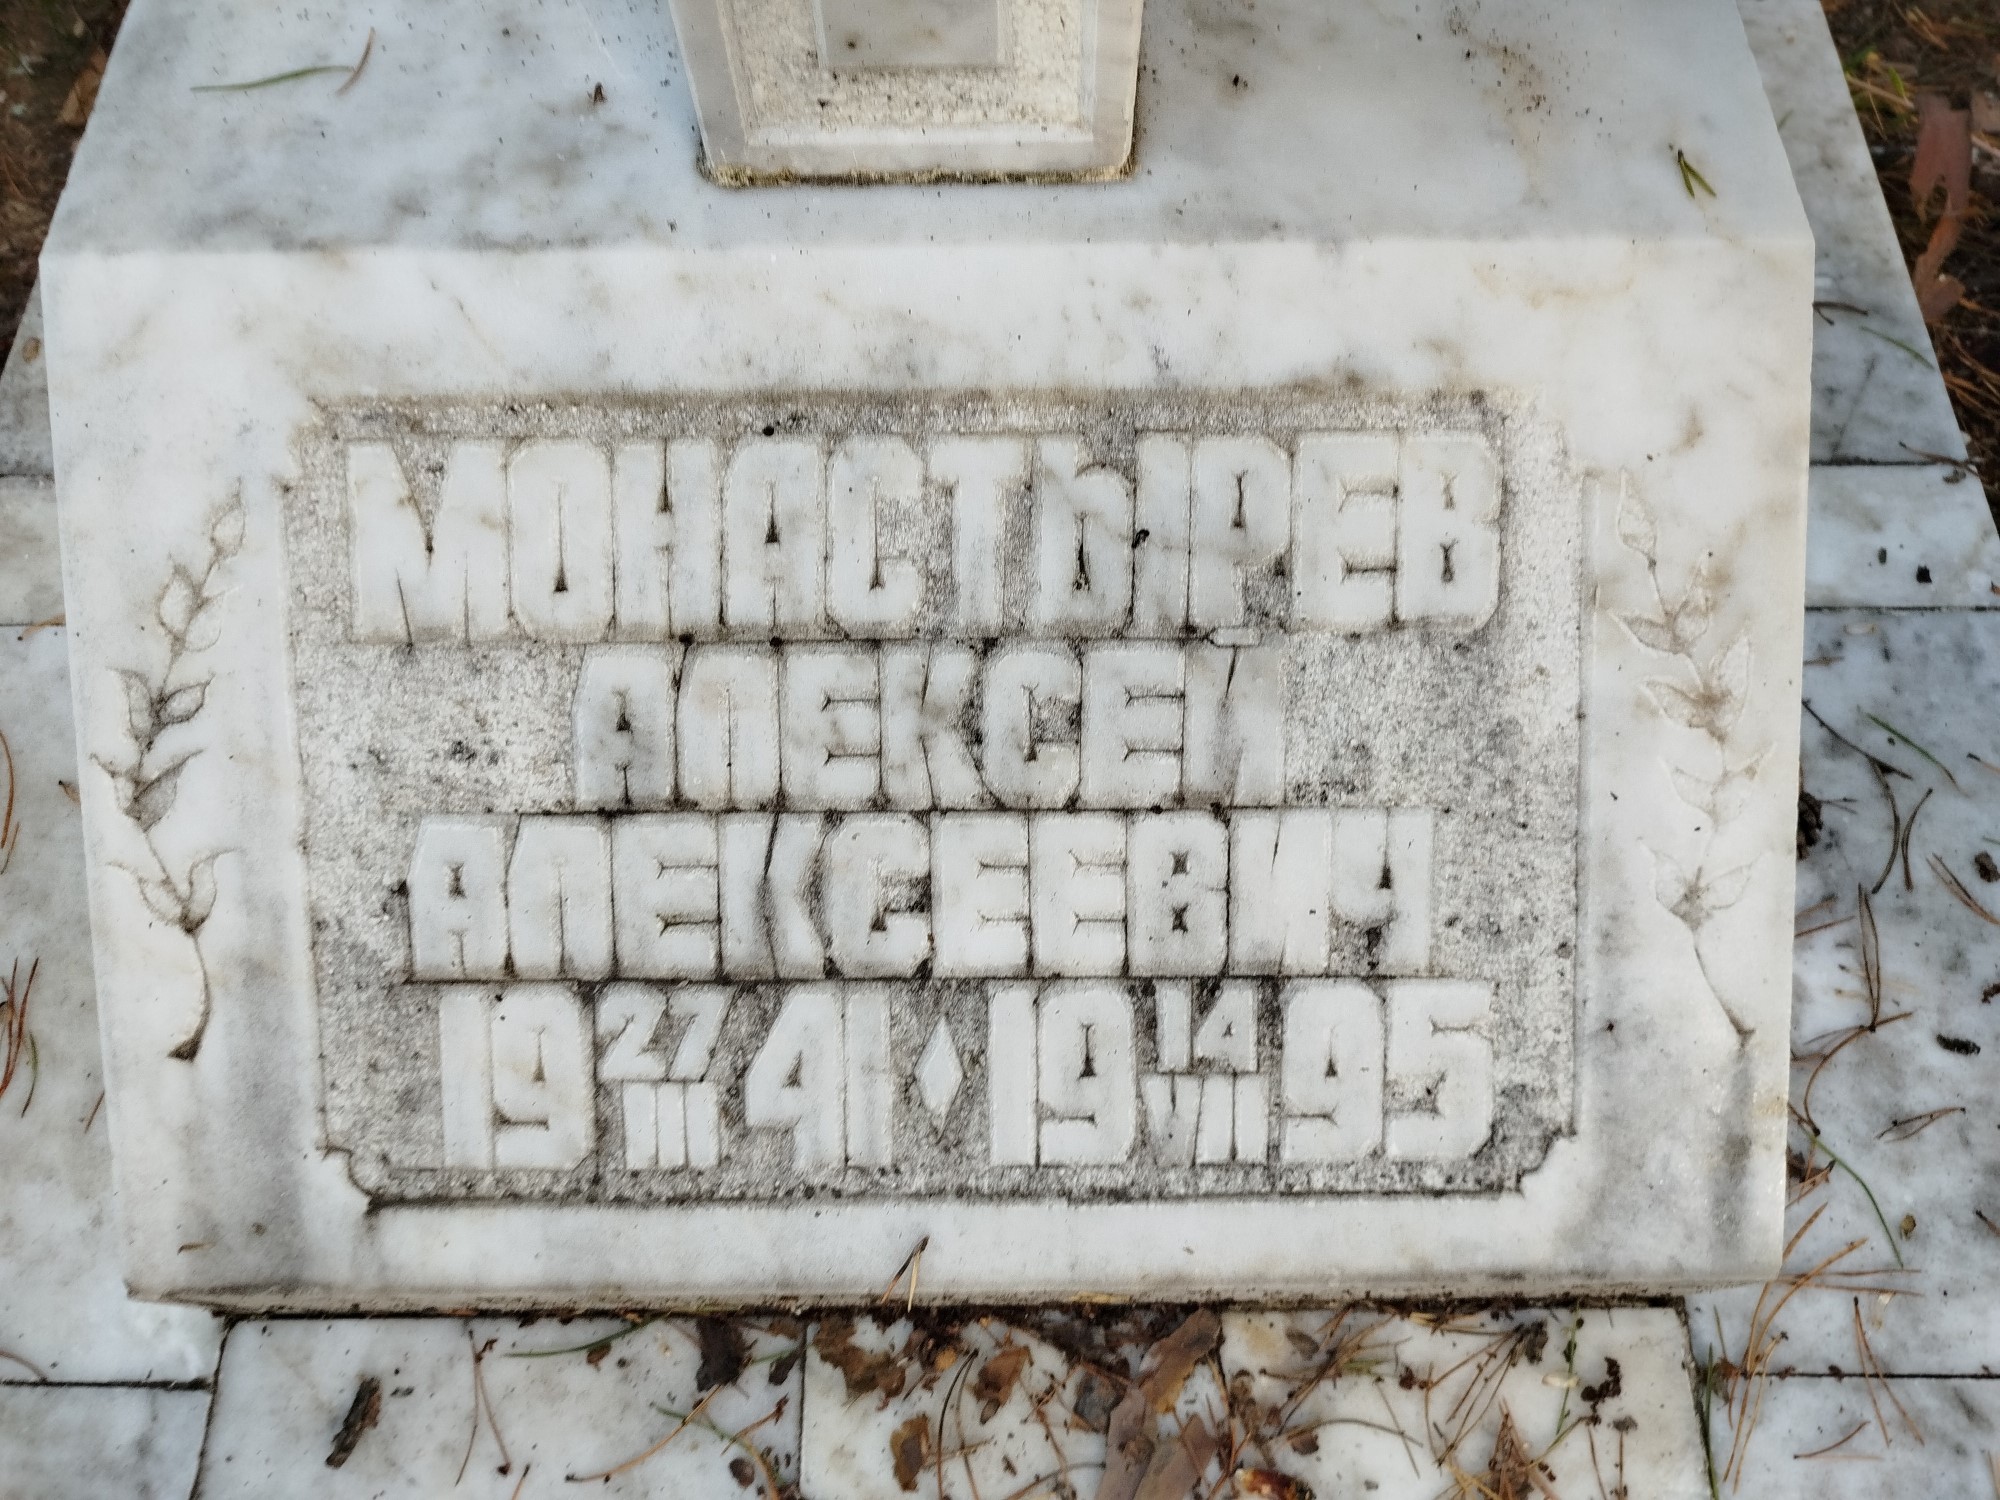 МОНАСТЫРЕВ
АЛЕКСЕЙ
АЛЕКСЕЕВИЧ
19 27/III 41 ♦ 19 14/VII 95